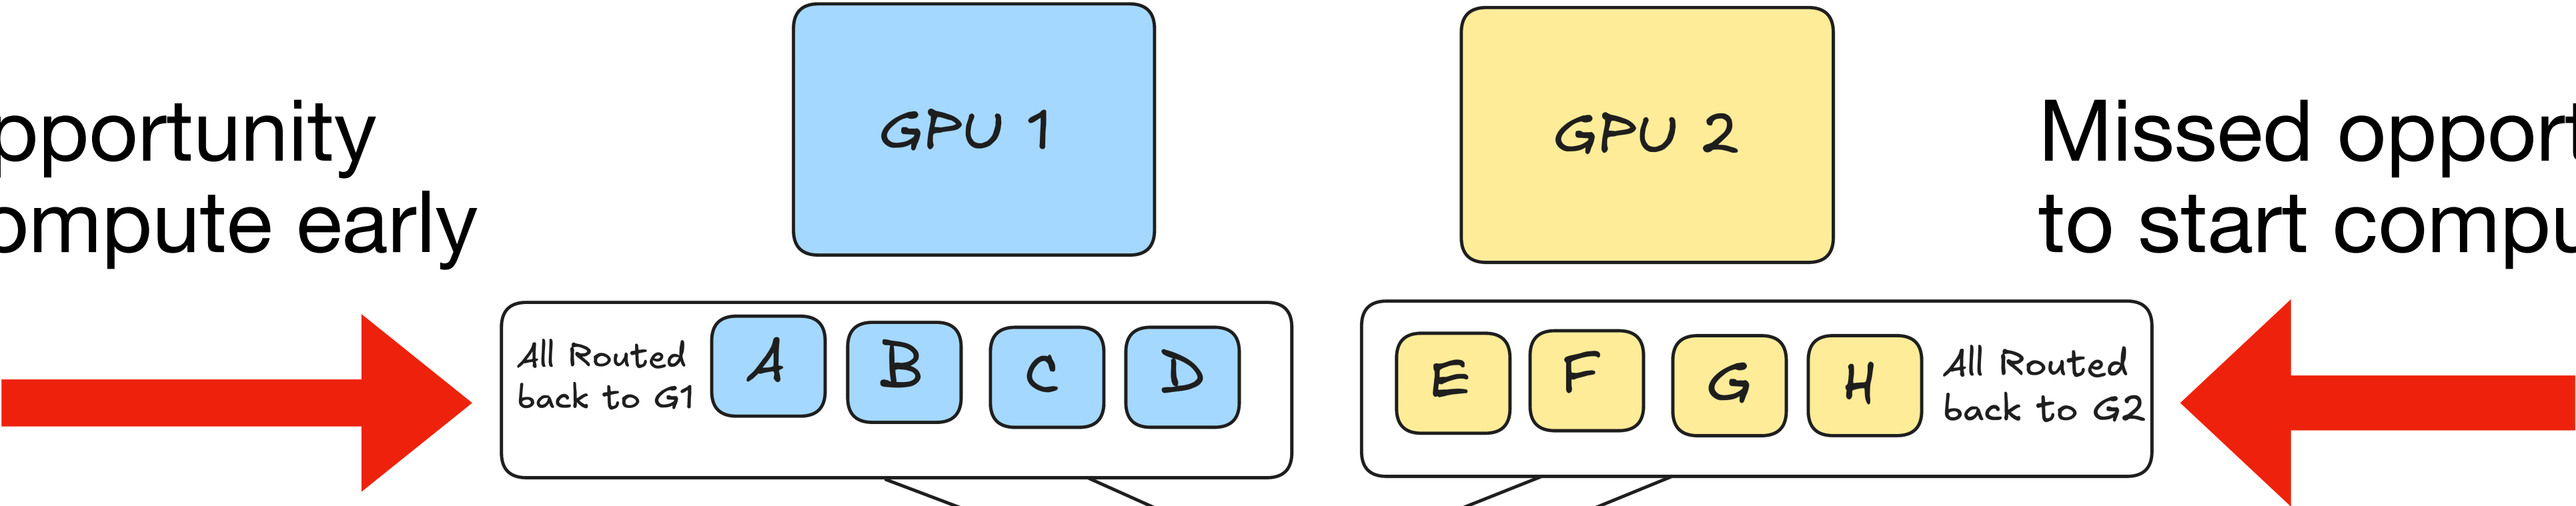 pportunity
ompute early
GPU 1
GPU 2
Missed opport
to start compu
All Routed
back to G1
A
B
C
D
E
F
G
H
All Routed
back to G2